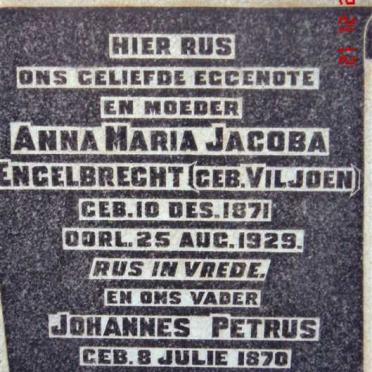 HIER RUS
ONS GELIEFDE EGGENOTE
EN MOEDER
ANNA MARIA JACOBA
ENGELBRECHT (GEB. VILJOEN)
GEB. 10 DES. 1871
OORL. 25 AUG. 1929.
RUS IN VREDE.
EN ONS VADER
JOHANNES PETRUS
GEB. 8 JULIE 1870